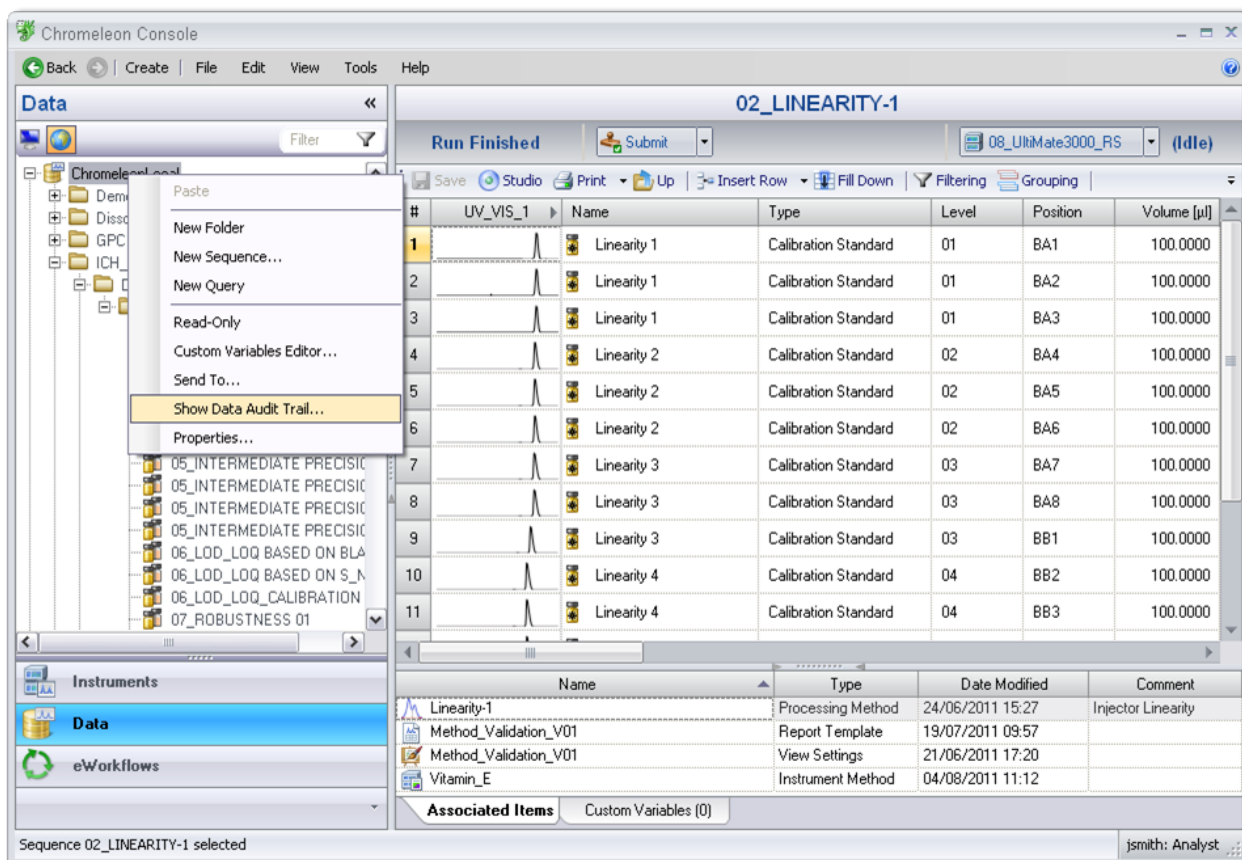 Chromeleon Console
Back Create File Edit View Tools Help
Data «
02_LINEARITY-1
Filter
Run Finished Submit 08_UltiMate3000_RS (Idle)
Save Studio Print Up Insert Row Fill Down Filtering Grouping
# UV_VIS_1 Name Type Level Position Volume [µl]
1 Linearity 1 Calibration Standard 01 BA1 100.0000
2 Linearity 1 Calibration Standard 01 BA2 100.0000
3 Linearity 1 Calibration Standard 01 BA3 100.0000
4 Linearity 2 Calibration Standard 02 BA4 100.0000
5 Linearity 2 Calibration Standard 02 BA5 100.0000
6 Linearity 2 Calibration Standard 02 BA6 100.0000
7 Linearity 3 Calibration Standard 03 BA7 100.0000
8 Linearity 3 Calibration Standard 03 BA8 100.0000
9 Linearity 3 Calibration Standard 03 BB1 100.0000
10 Linearity 4 Calibration Standard 04 BB2 100.0000
11 Linearity 4 Calibration Standard 04 BB3 100.0000
Dem
Diss
GPC
ICH_
Paste
New Folder
New Sequence...
New Query
Read-Only
Custom Variables Editor...
Send To...
Show Data Audit Trail...
Properties...
05_INTERMEDIATE PRECISIO
05_INTERMEDIATE PRECISIO
05_INTERMEDIATE PRECISIO
05_INTERMEDIATE PRECISIO
06_LOD_LOQ BASED ON BLA
06_LOD_LOQ BASED ON S_N
06_LOD_LOQ_CALIBRATION
07_ROBUSTNESS 01
Instruments
Data
eWorkflows
Name Type Date Modified Comment
Linearity-1 Processing Method 24/06/2011 15:27 Injector Linearity
Method_Validation_V01 Report Template 19/07/2011 09:57
Method_Validation_V01 View Settings 21/06/2011 17:20
Vitamin_E Instrument Method 04/08/2011 11:12
Associated Items Custom Variables (0)
Sequence 02_LINEARITY-1 selected jsmith: Analyst